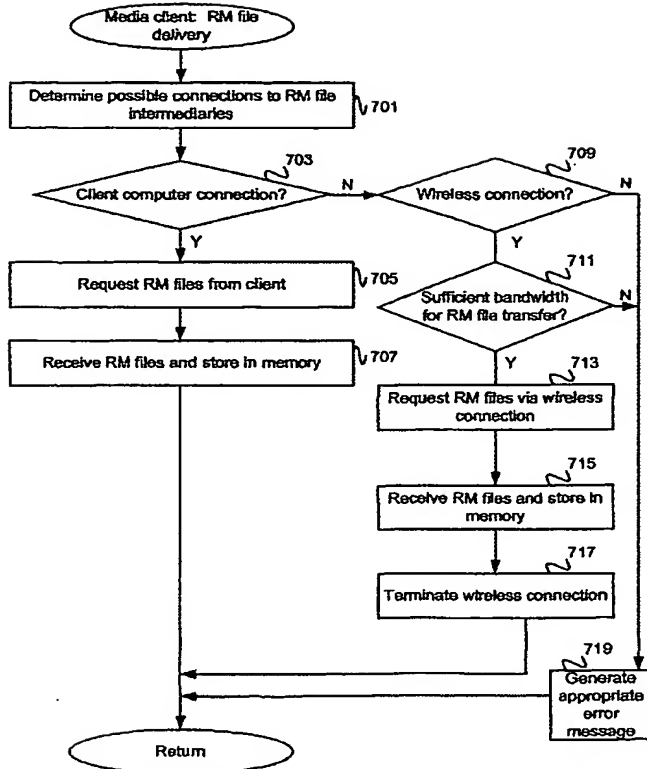 Media client: RM file
delivery
Determine possible connections to RM file
intermediaries
701
703
Client computer connection?
N
Y
709
Wireless connection?
N
Y
Request RM files from client
705
711
Sufficient bandwidth
for RM file transfer?
N
Y
Receive RM files and store in memory
707
713
Request RM files via wireless
connection
715
Receive RM files and store in
memory
717
Terminate wireless connection
719
Generate
appropriate
error
message
Return